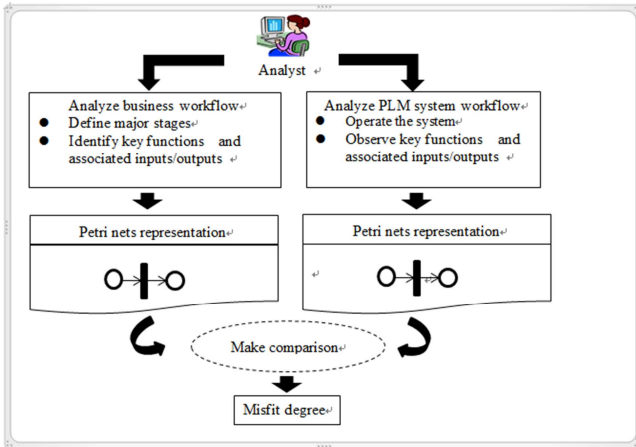 Analyst
Analyze business workflow
● Define major stages
● Identify key functions and
associated inputs/outputs
Analyze PLM system workflow
● Operate the system
● Observe key functions and
associated inputs/outputs
Petri nets representation
Petri nets representation
Make comparison
Misfit degree